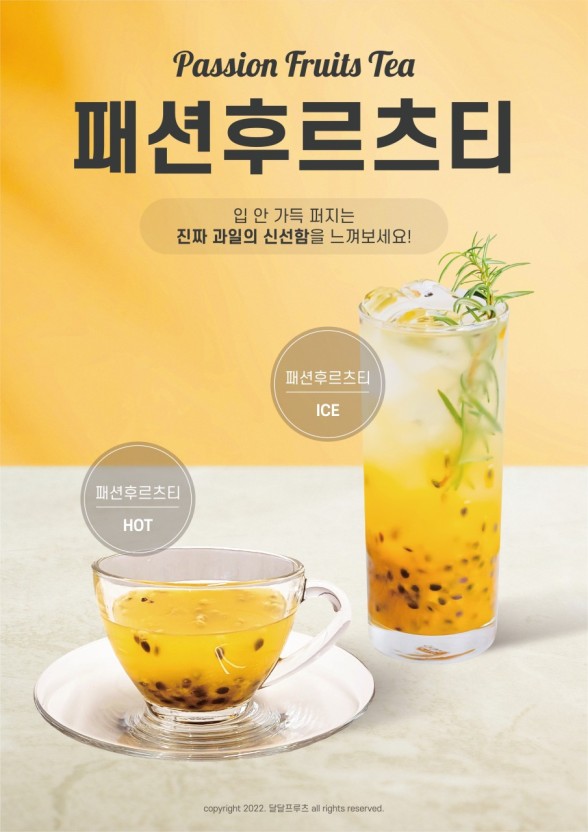 Passion Fruits Tea
패션후르츠티
입 안 가득 퍼지는
진짜 과일의 신선함을 느껴보세요!
패션후르츠티
ICE
패션후르츠티
HOT
copyright 2022. 달달프루츠 all rights reserved.